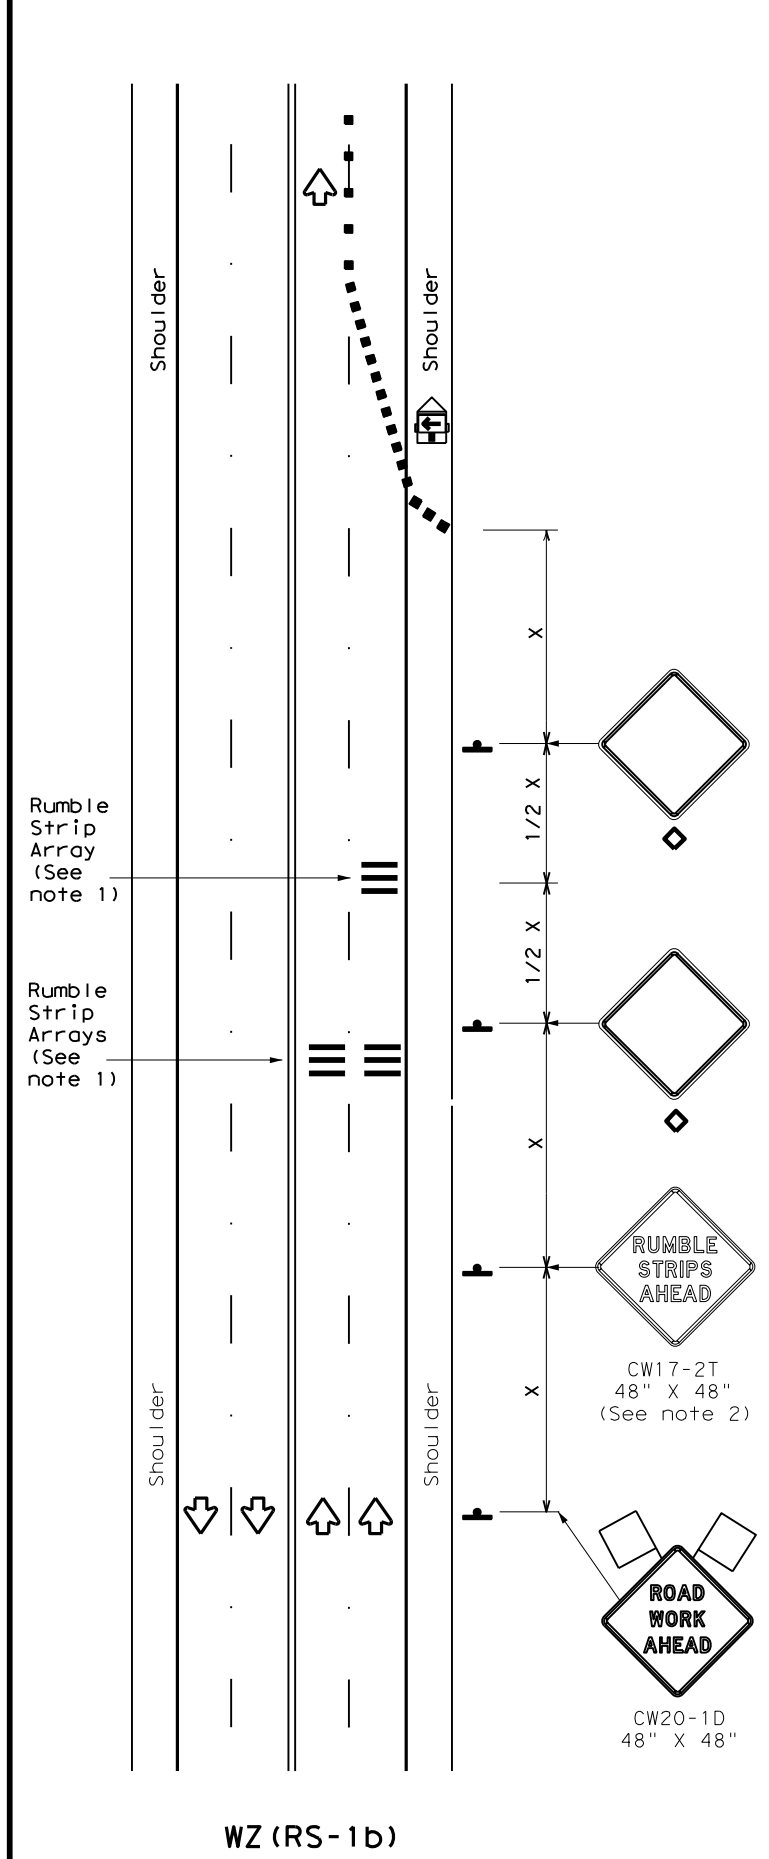 Shoulder
Shoulder
X
1/2 X
Rumble
Strip
Array
(See
note 1)
1/2 X
Rumble
Strip
Arrays
(See
note 1)
X
RUMBLE
STRIPS
AHEAD
CW17-2T
48" X 48"
(See note 2)
X
Shoulder
Shoulder
ROAD
WORK
AHEAD
CW20-1D
48" X 48"
WZ(RS-1b)